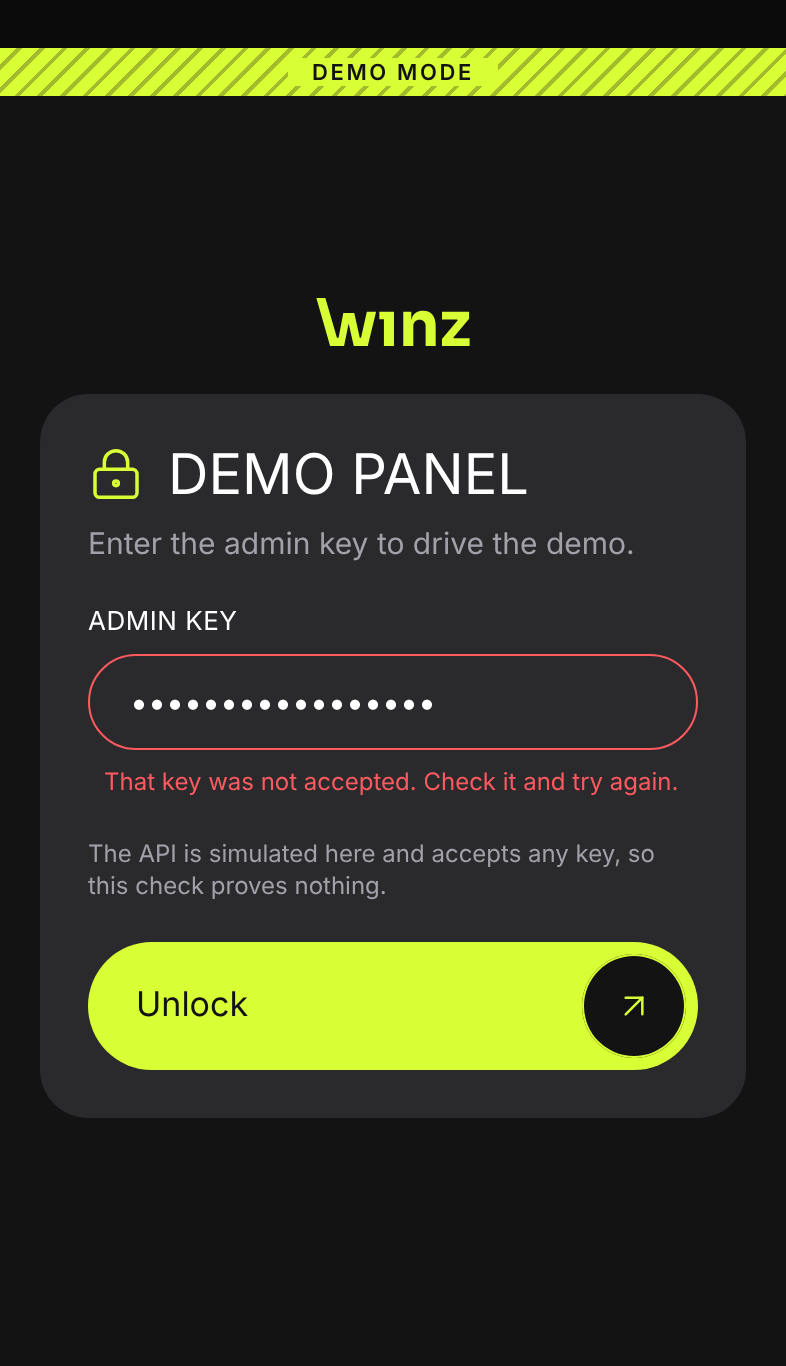 DEMO MODE
winz
DEMO PANEL
Enter the admin key to drive the demo.
ADMIN KEY
That key was not accepted. Check it and try again.
The API is simulated here and accepts any key, so
this check proves nothing.
Unlock